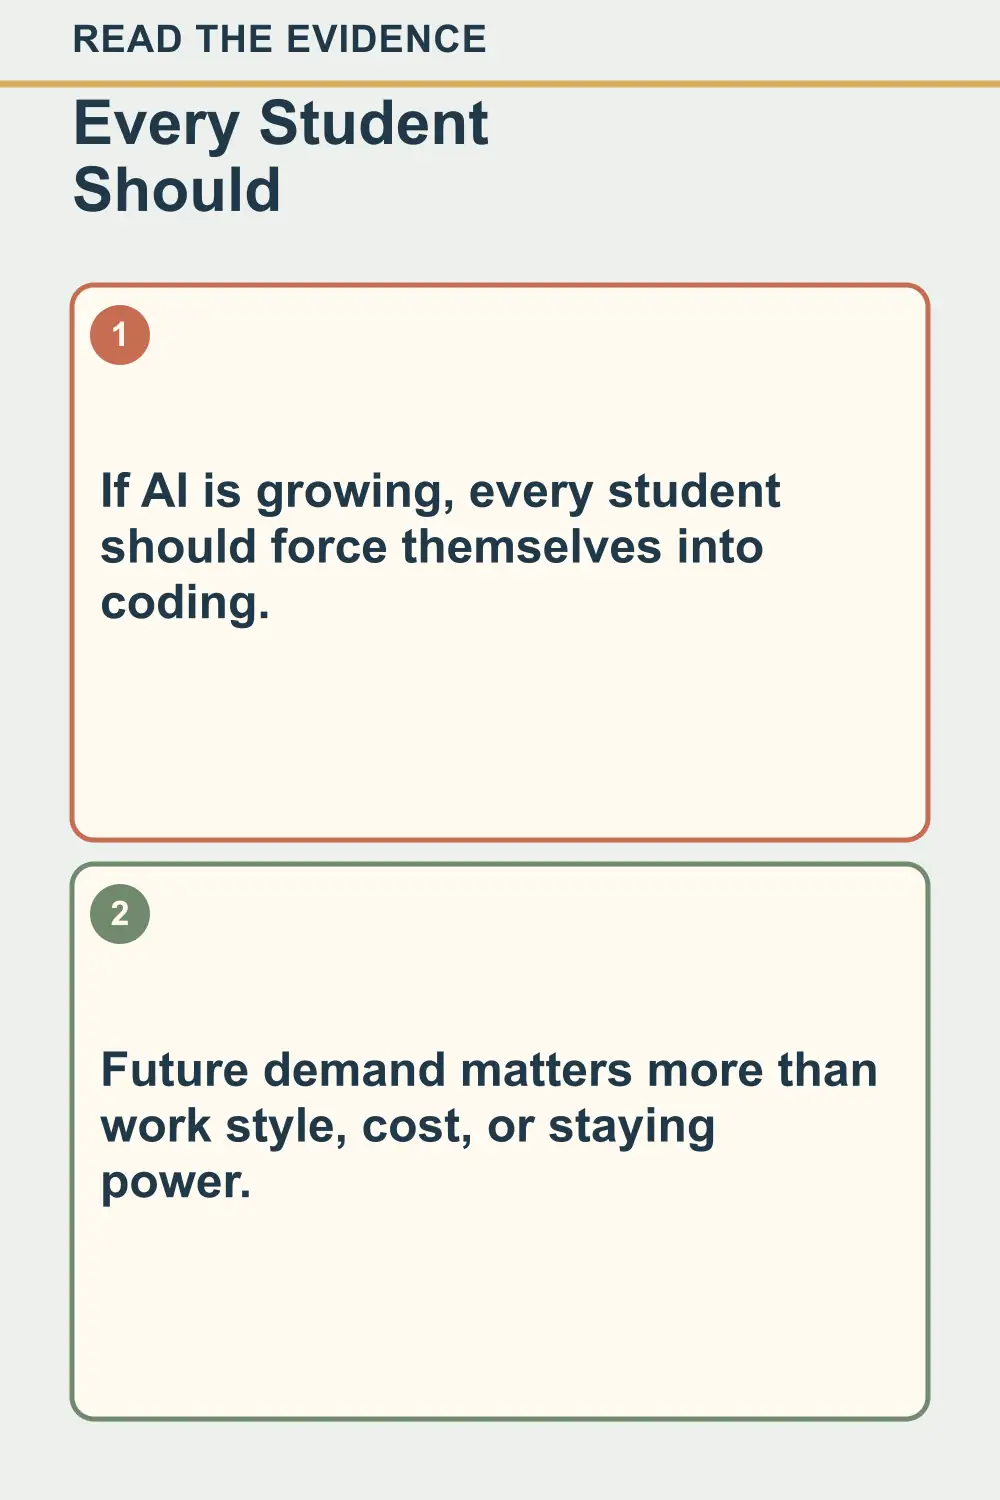 READ THE EVIDENCE
Every Student
Should
1
If AI is growing, every student
should force themselves into
coding.
2
Future demand matters more than
work style, cost, or staying
power.